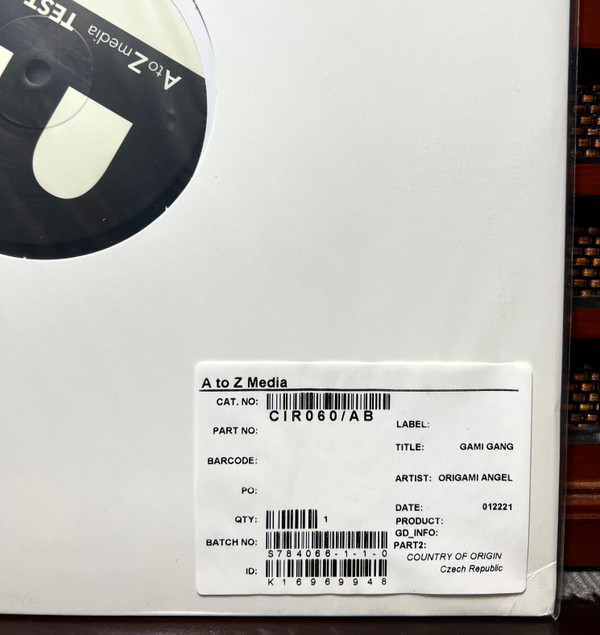 TEST
A to Z media
P
A to Z Media
CAT. NO:
CIR060/AB
PART NO:
LABEL:
TITLE: GAMI GANG
BARCODE:
ARTIST: ORIGAMI ANGEL
PO:
DATE: 012221
QTY: 1
PRODUCT:
GD_INFO:
BATCH NO:
PART2:
S784066-1-1-0
COUNTRY OF ORIGIN
Czech Republic
ID:
K16969948